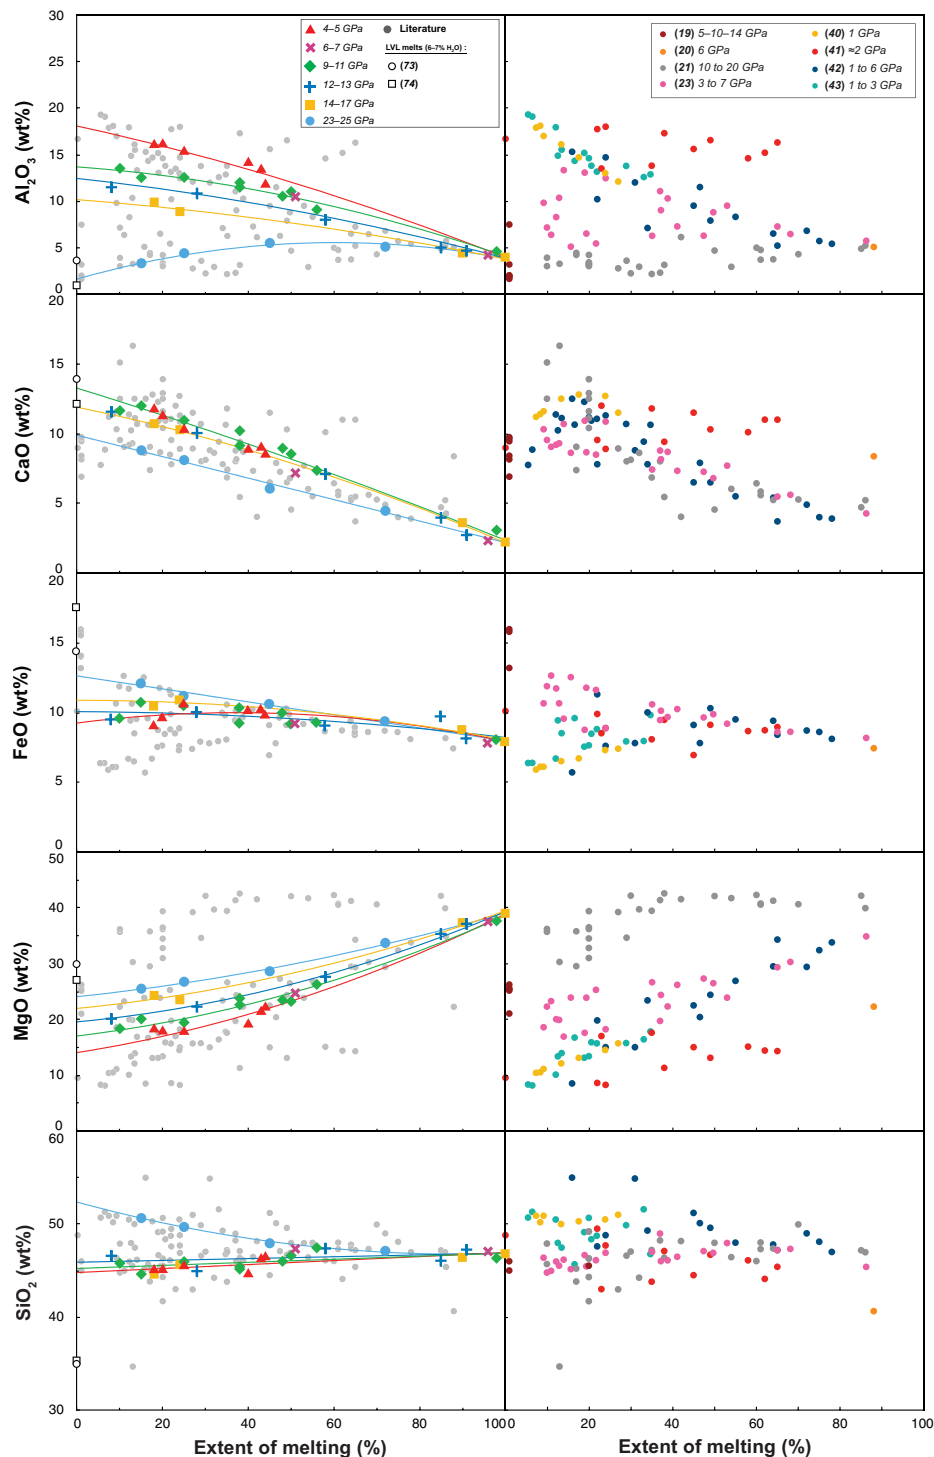 30
25
20
15
10
5
0
Al2O3 (wt%)
4–5 GPa
6–7 GPa
9–11 GPa
12–13 GPa
14–17 GPa
23–25 GPa
Literature
LVL melts (6–7% H2O) :
(73)
(74)
(19) 5–10–14 GPa
(20) 6 GPa
(21) 10 to 20 GPa
(23) 3 to 7 GPa
(40) 1 GPa
(41) ≈2 GPa
(42) 1 to 6 GPa
(43) 1 to 3 GPa
20
15
10
5
0
CaO (wt%)
20
15
10
5
0
FeO (wt%)
50
40
30
20
10
0
MgO (wt%)
60
50
40
30
SiO2 (wt%)
0 20 40 60 80 100
0 20 40 60 80 100
Extent of melting (%)
Extent of melting (%)